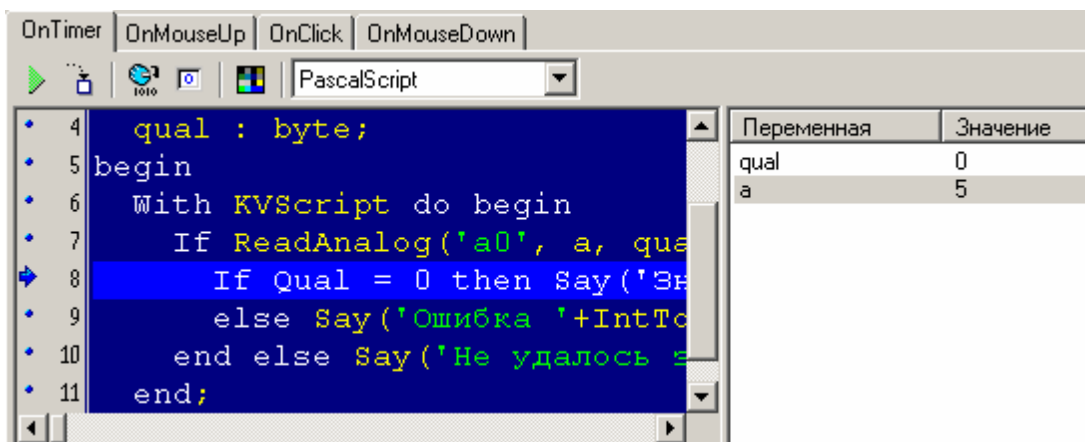 OnTimer OnMouseUp OnClick OnMouseDown
1010 0 PascalScript
4 qual : byte; Переменная Значение
5 begin qual 0
6 With KVScript do begin a 5
7 If ReadAnalog('a0', a, qua
8 If Qual = 0 then Say('Зн
9 else Say('Ошибка '+IntTo
10 end else Say('Не удалось з
11 end;